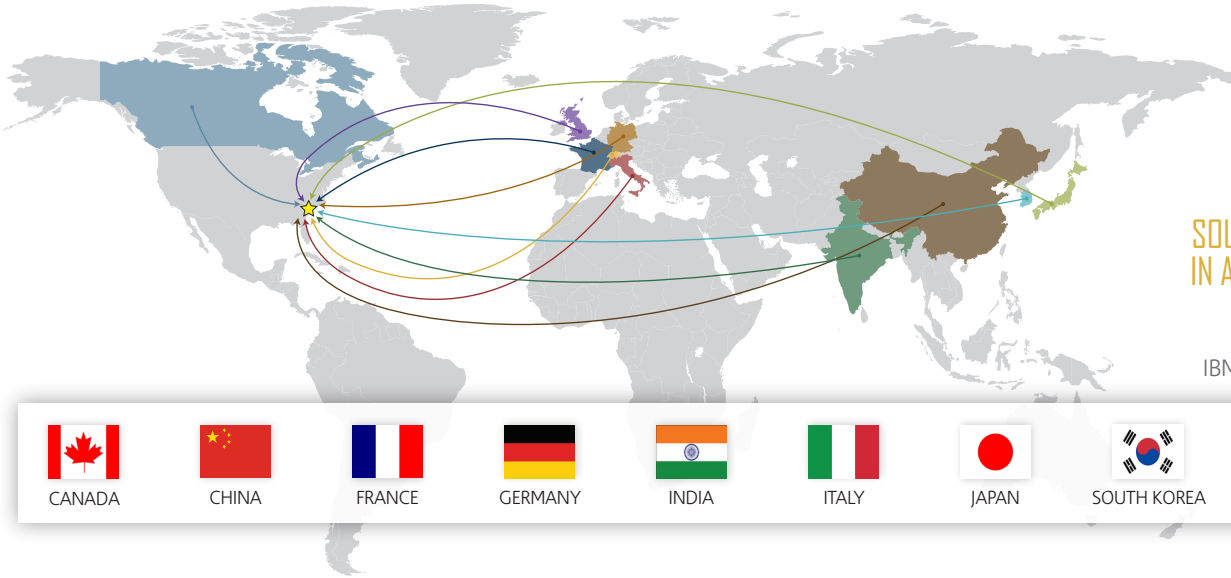 CANADA
CHINA
FRANCE
GERMANY
INDIA
ITALY
JAPAN
SOUTH KOREA